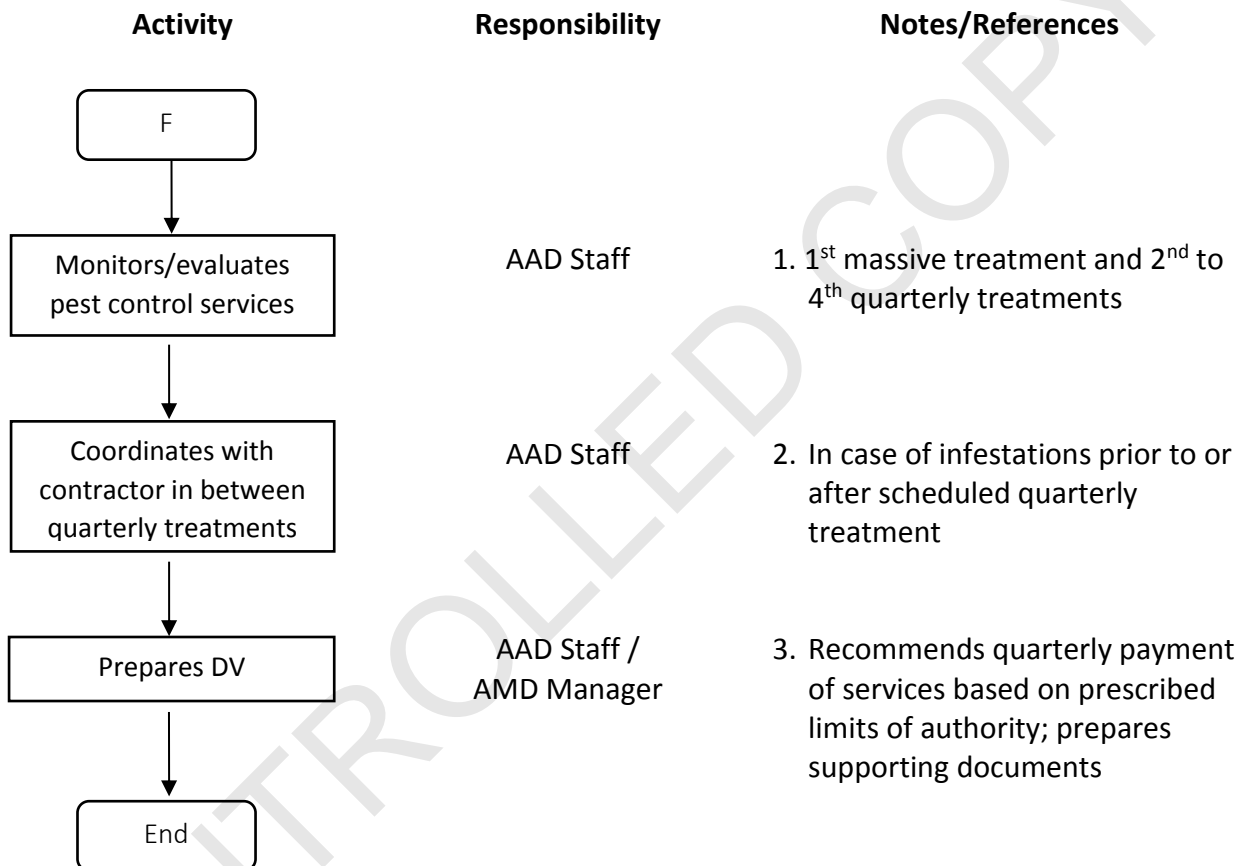 Activity Responsibility Notes/References
F
Monitors/evaluates
pest control services
AAD Staff
1. 1st massive treatment and 2nd to
4th quarterly treatments
Coordinates with
contractor in between
quarterly treatments
AAD Staff
2. In case of infestations prior to or
after scheduled quarterly
treatment
Prepares DV
AAD Staff /
AMD Manager
3. Recommends quarterly payment
of services based on prescribed
limits of authority; prepares
supporting documents
End
TROLLED COPY